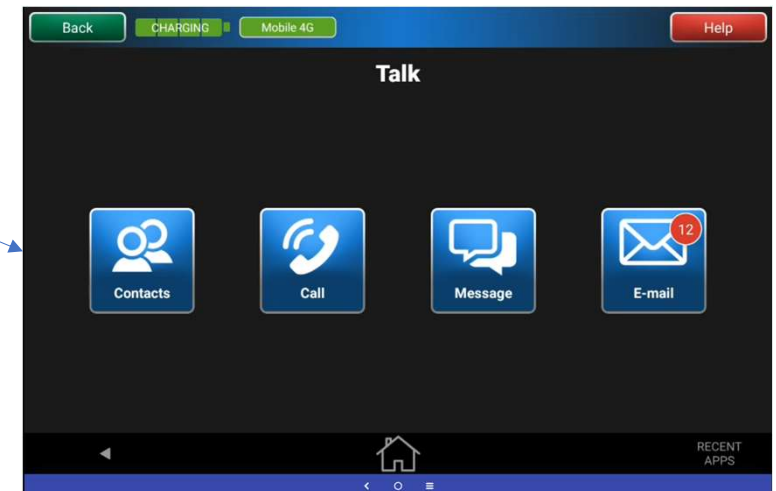 Back
CHARGING
Mobile 4G
Help
Talk
Contacts
Call
Message
12
E-mail
RECENT
APPS